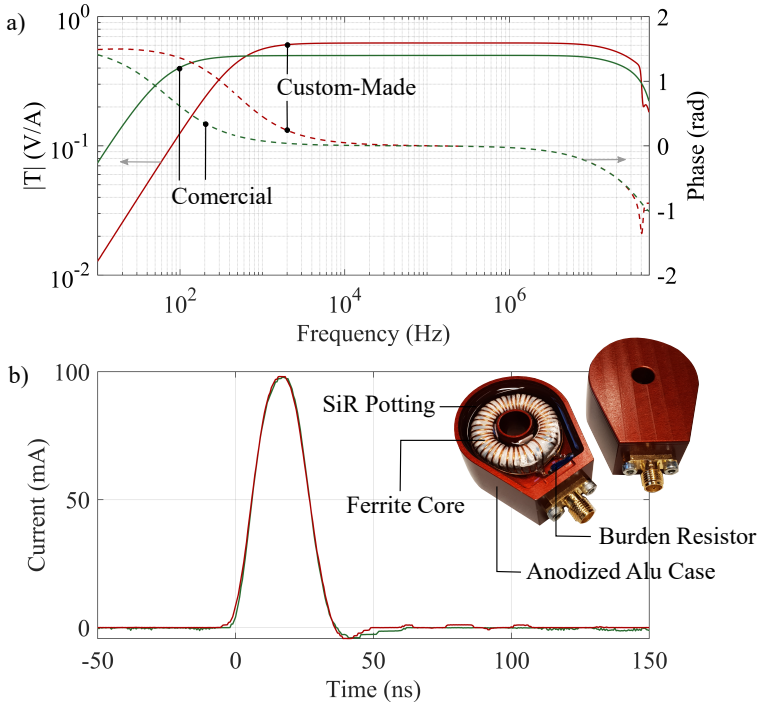 a)
10^0
10^-1
10^-2
|T| (V/A)
Custom-Made
Comercial
2
1
0
-1
-2
Phase (rad)
10^2
10^4
10^6
Frequency (Hz)
b)
100
50
0
Current (mA)
SiR Potting
Ferrite Core
Burden Resistor
Anodized Alu Case
-50
0
50
100
150
Time (ns)